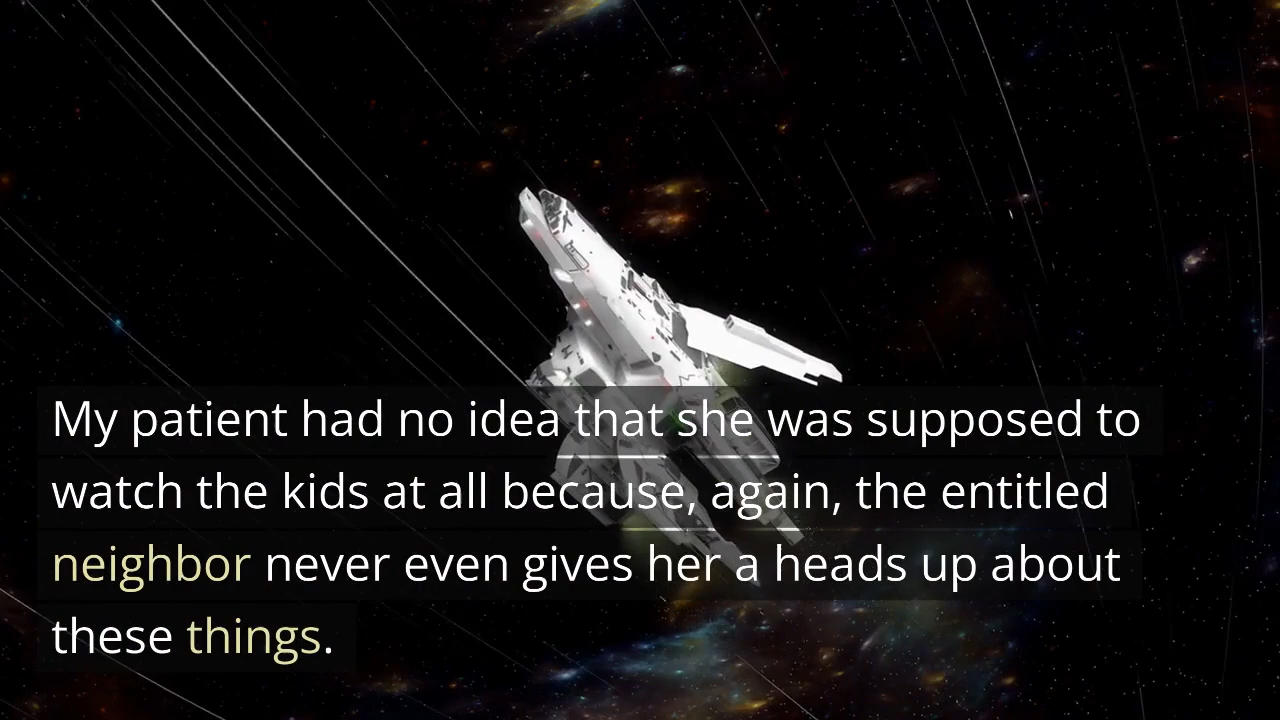 My patient had no idea that she was supposed to
watch the kids at all because, again, the entitled
neighbor never even gives her a heads up about
these things.